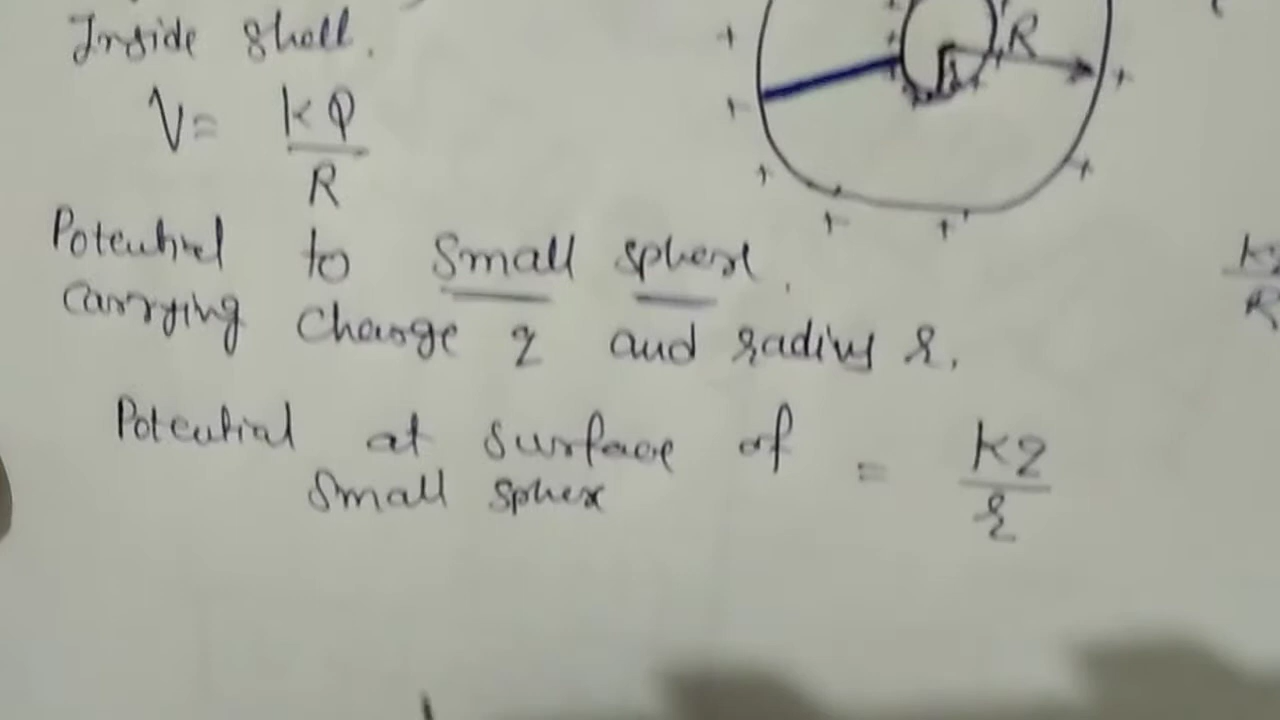 Inside shell.
V = kQ
R
R
Potential to small sphere.
carrying charge q and radius r.
Potential at surface of
small sphere
= kq
r